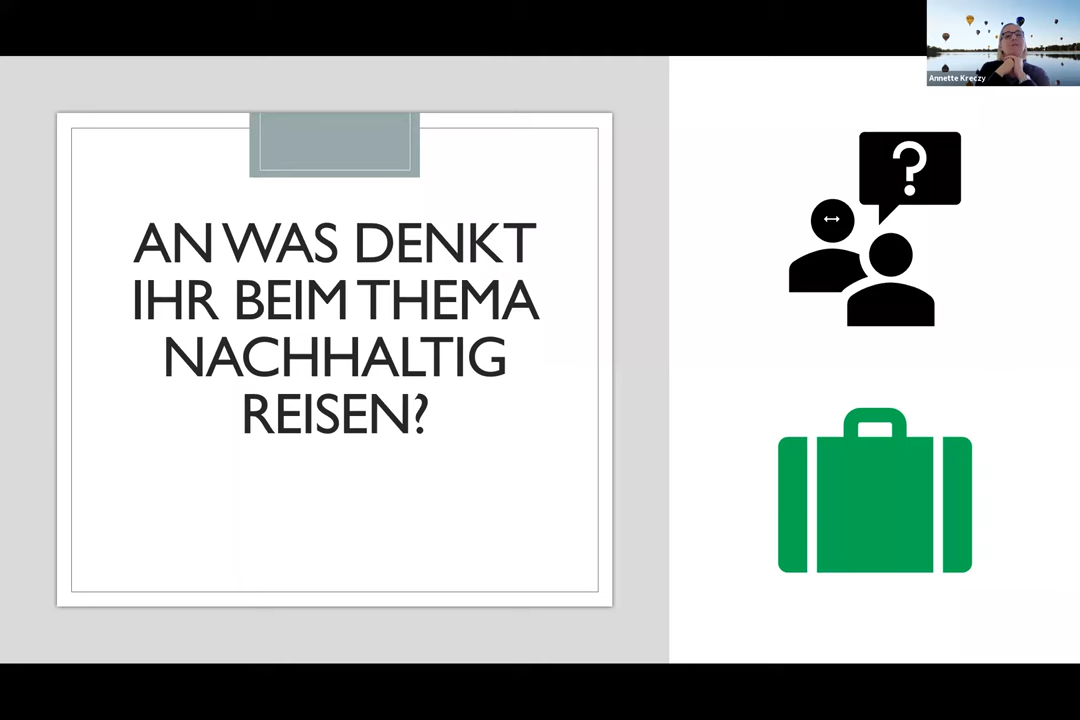 Annette Kreczy
?
AN WAS DENKT
IHR BEIM THEMA
NACHHALTIG
REISEN?